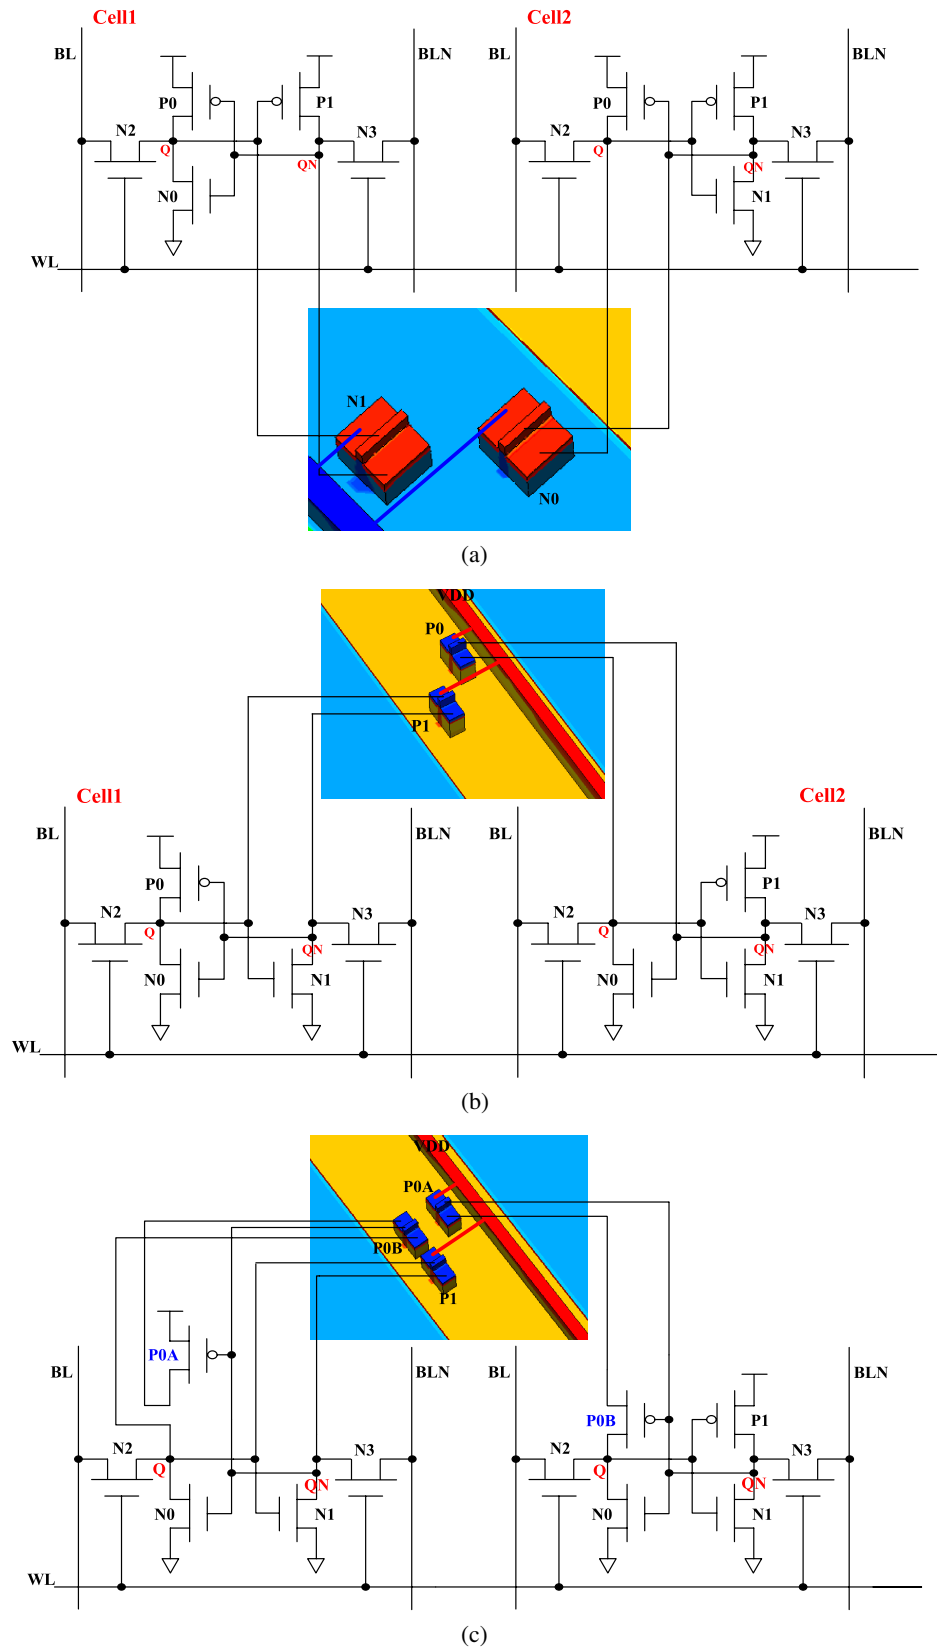 Cell1 Cell2
BL BLN BL BLN
P0 P1 P0 P1
N2 N3 N2 N3
Q QN Q QN
N0 N1
WL
N1
N0
(a)
VDD
P0
P1
Cell1 Cell2
BL BLN BL BLN
P0 P1
N2 N3 N2 N3
Q QN Q QN
N0 N1 N0 N1
WL
(b)
VDD
P0A
P0B
P1
P0A
BL BLN BL BLN
P0B P1
N2 N3 N2 N3
Q QN Q QN
N0 N1 N0 N1
WL
(c)